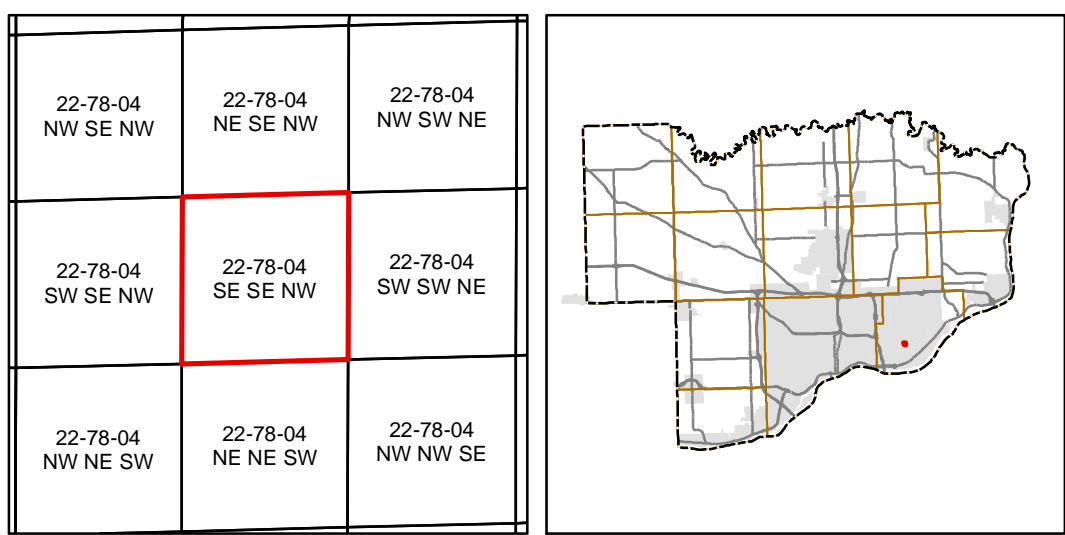 22-78-04
NW SE NW
22-78-04
NE SE NW
22-78-04
NW SW NE
22-78-04
SW SE NW
22-78-04
SE SE NW
22-78-04
SW SW NE
22-78-04
NW NE SW
22-78-04
NE NE SW
22-78-04
NW NW SE